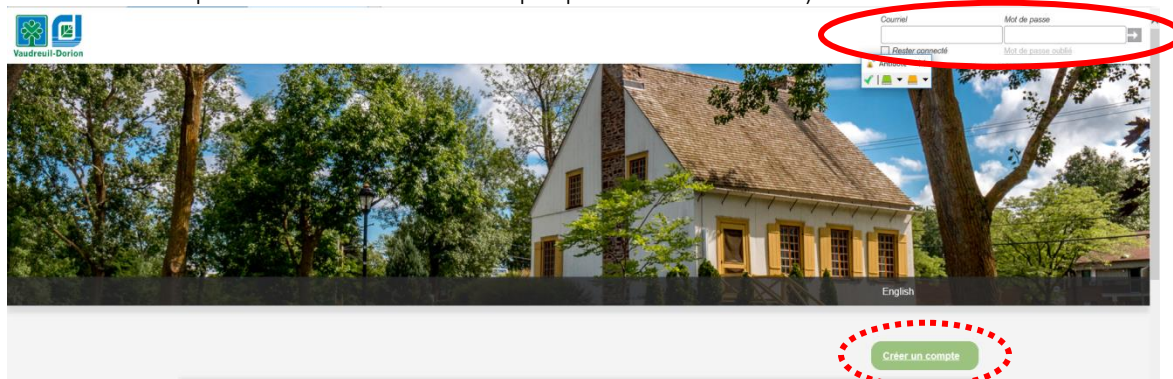 Courriel Mot de passe
Vaudreuil-Dorion
Rester connecté Mot de passe oublié
English
Créer un compte